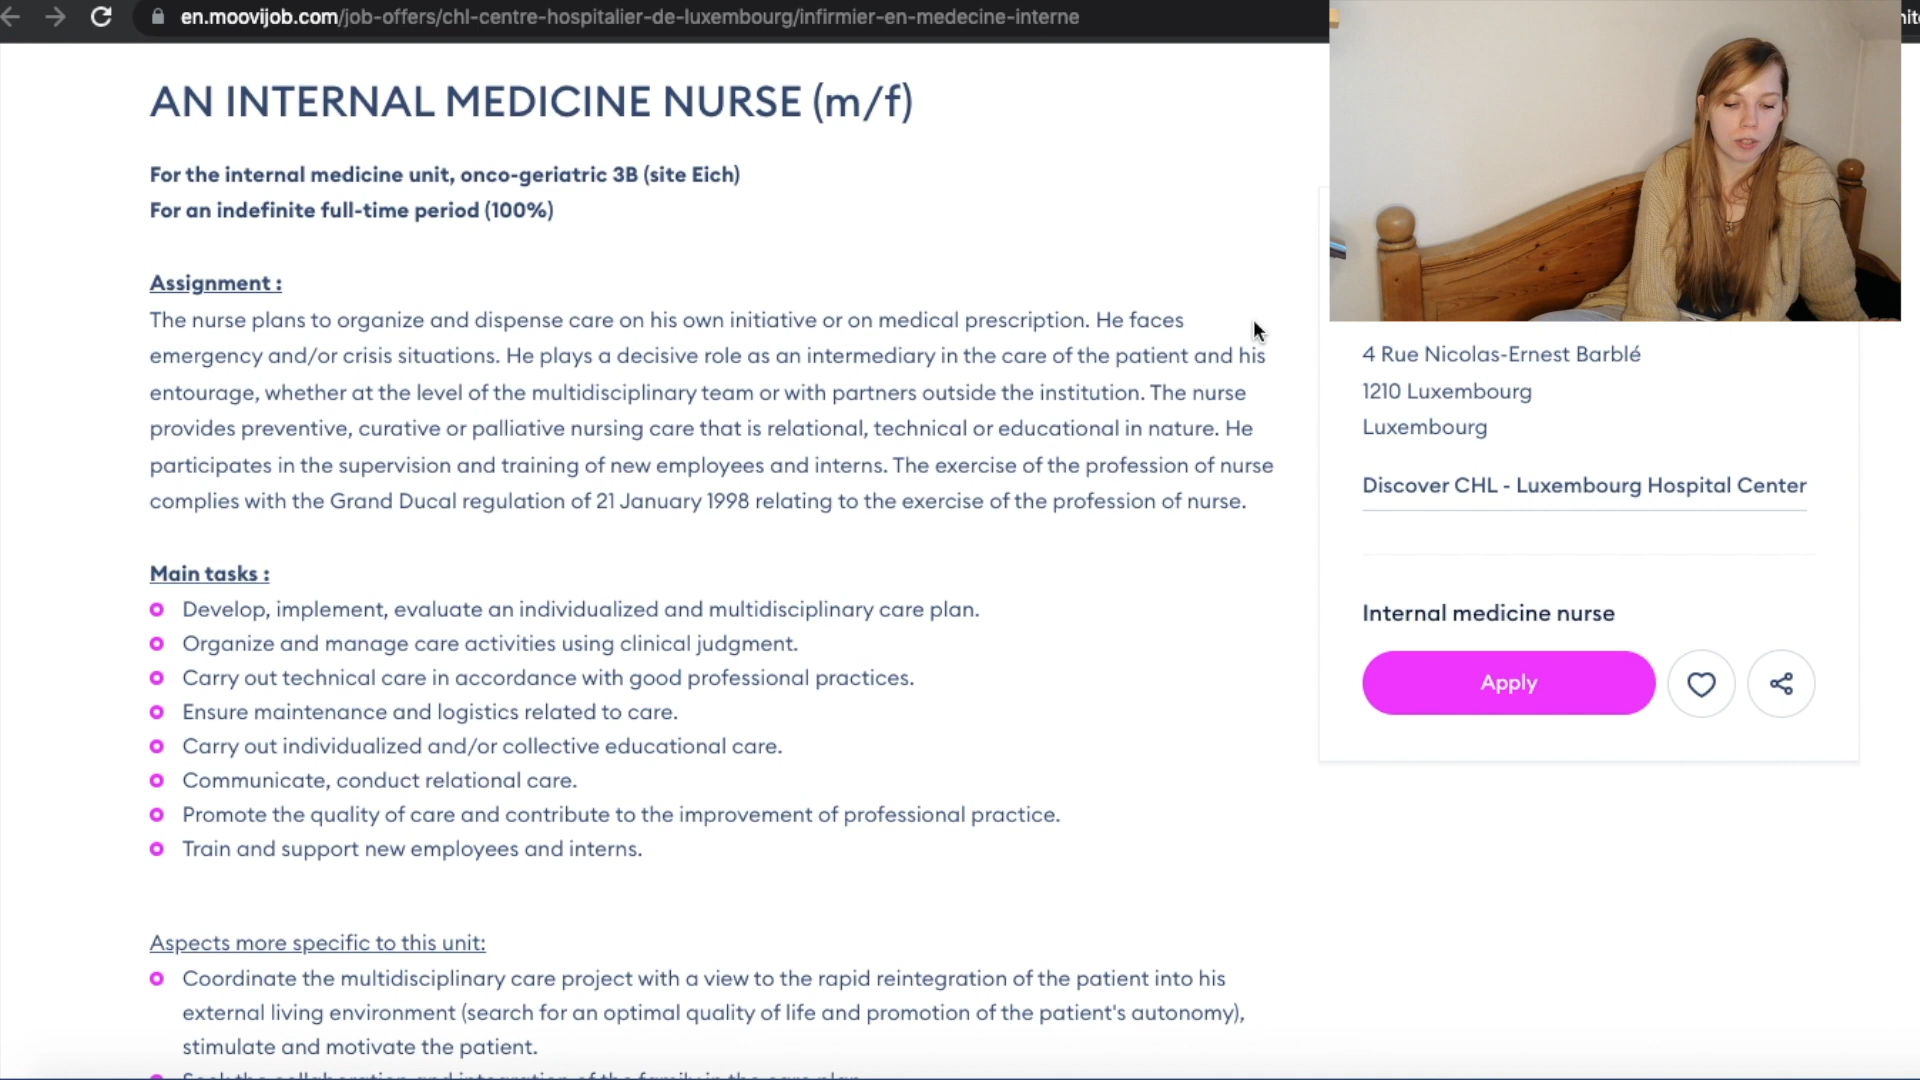 en.moovijob.com/job-offers/chl-centre-hospitalier-de-luxembourg/infirmier-en-medecine-interne
AN INTERNAL MEDICINE NURSE (m/f)
For the internal medicine unit, onco-geriatric 3B (site Eich)
For an indefinite full-time period (100%)
Assignment :
The nurse plans to organize and dispense care on his own initiative or on medical prescription. He faces
emergency and/or crisis situations. He plays a decisive role as an intermediary in the care of the patient and his
entourage, whether at the level of the multidisciplinary team or with partners outside the institution. The nurse
provides preventive, curative or palliative nursing care that is relational, technical or educational in nature. He
participates in the supervision and training of new employees and interns. The exercise of the profession of nurse
complies with the Grand Ducal regulation of 21 January 1998 relating to the exercise of the profession of nurse.
Main tasks :
Develop, implement, evaluate an individualized and multidisciplinary care plan.
Organize and manage care activities using clinical judgment.
Carry out technical care in accordance with good professional practices.
Ensure maintenance and logistics related to care.
Carry out individualized and/or collective educational care.
Communicate, conduct relational care.
Promote the quality of care and contribute to the improvement of professional practice.
Train and support new employees and interns.
Aspects more specific to this unit:
Coordinate the multidisciplinary care project with a view to the rapid reintegration of the patient into his
external living environment (search for an optimal quality of life and promotion of the patient's autonomy),
stimulate and motivate the patient.
Seek the collaboration and integration of the family in the care plan.
4 Rue Nicolas-Ernest Barblé
1210 Luxembourg
Luxembourg
Discover CHL - Luxembourg Hospital Center
Internal medicine nurse
Apply